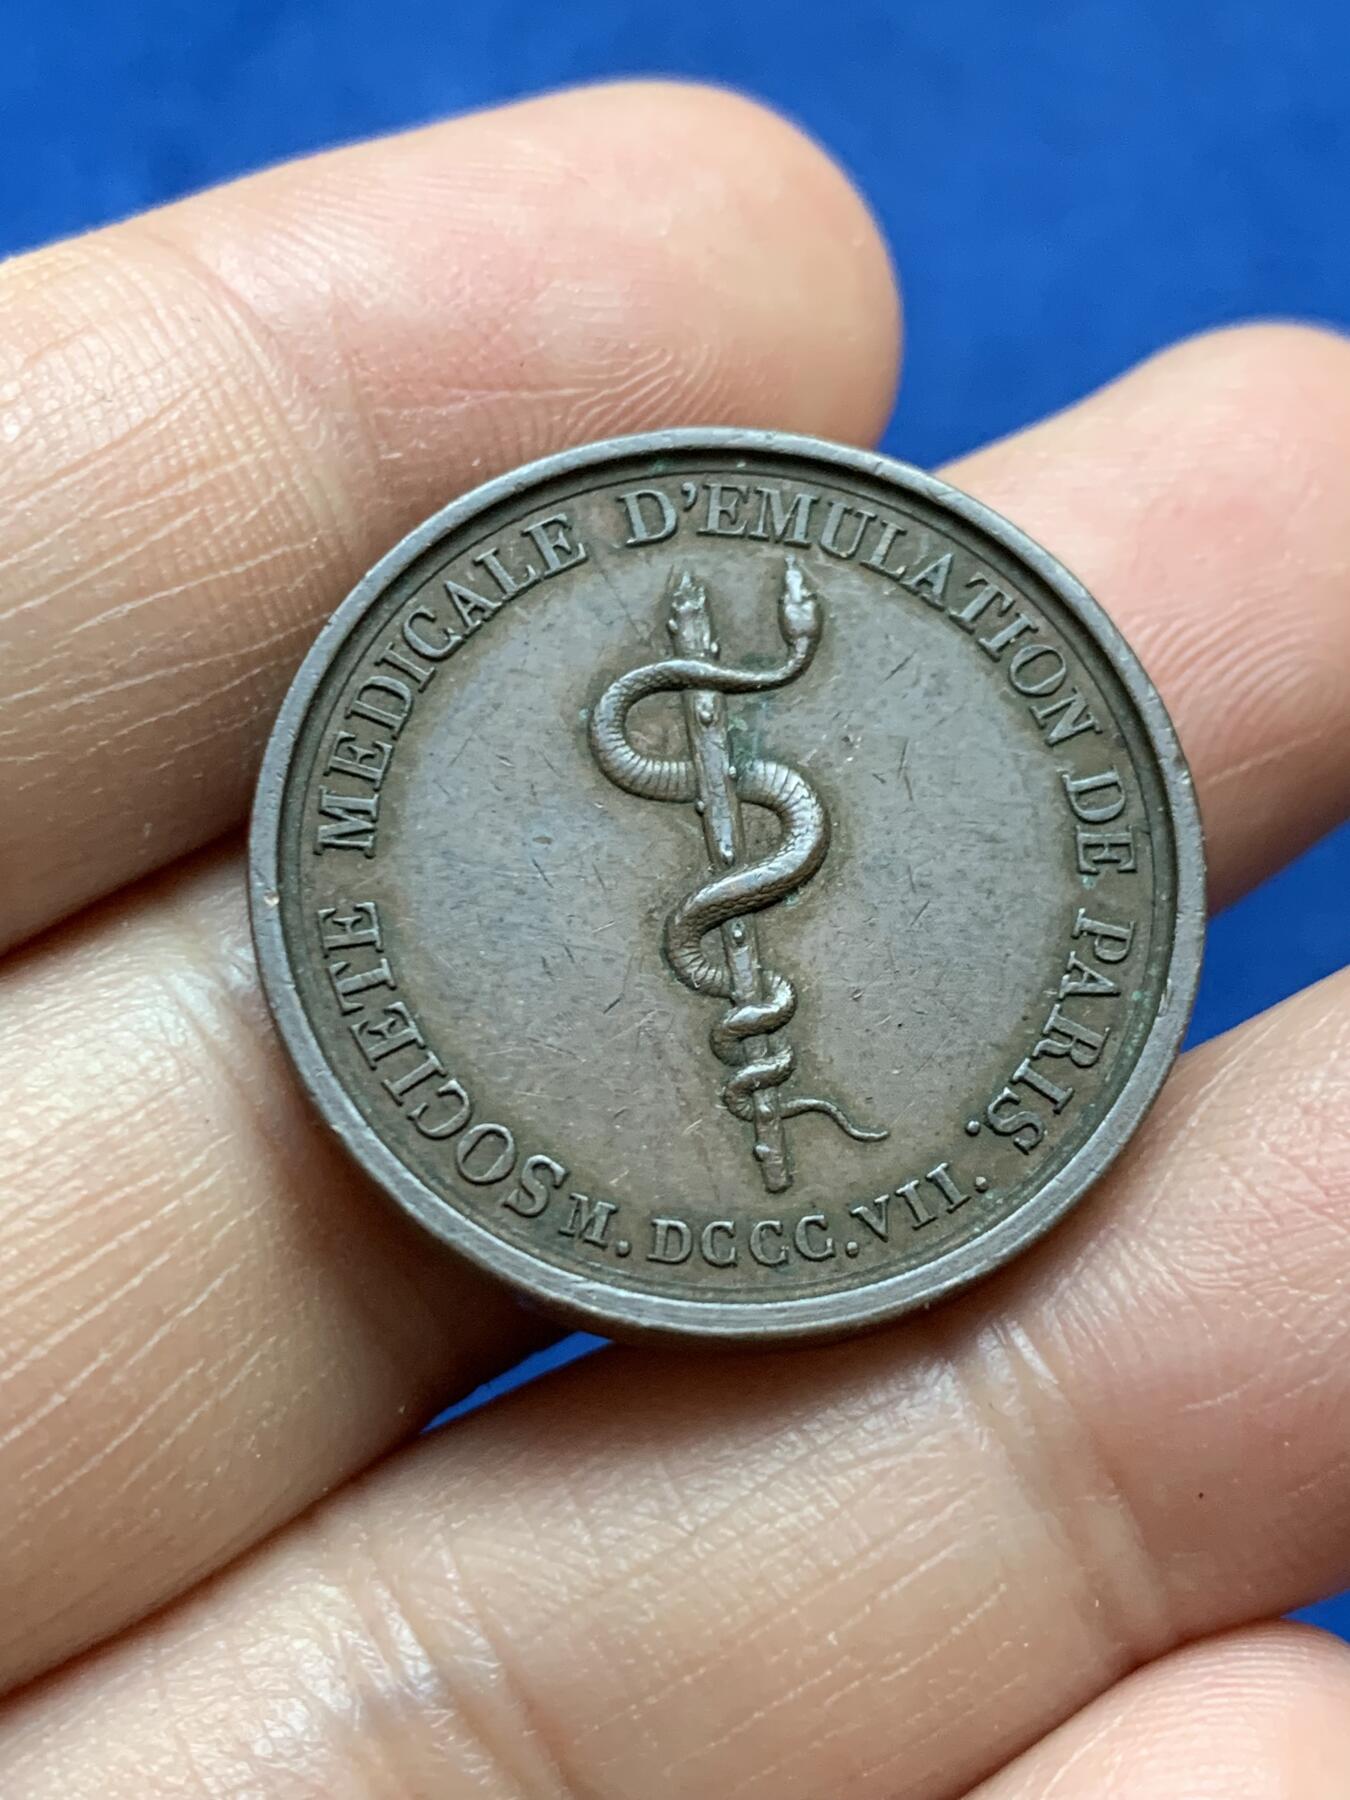 SOCIETE MEDICALE D'EMULATION DE PARIS.
M.DCCC.VII.